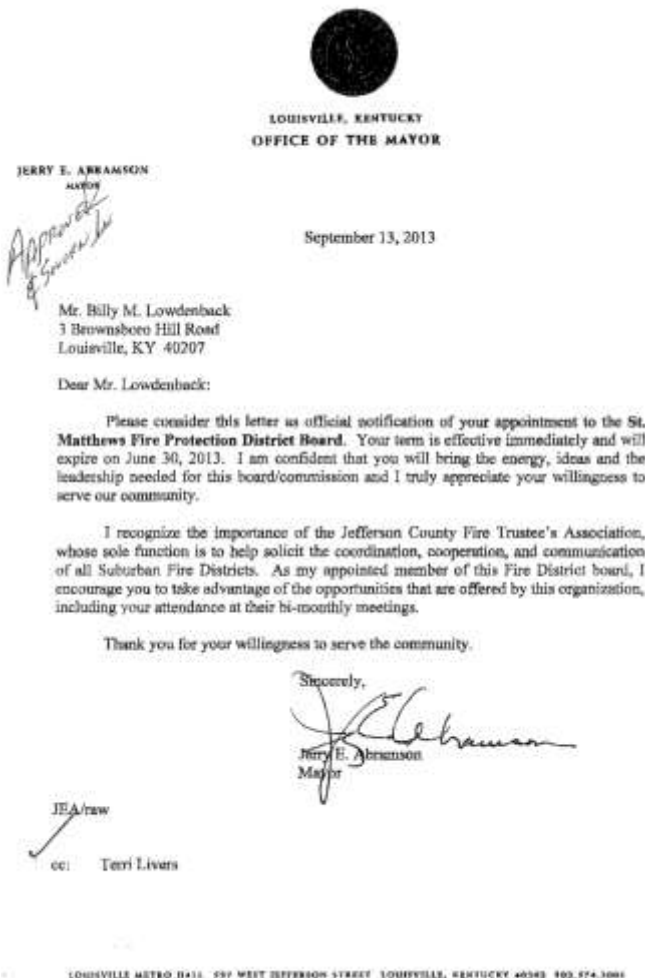 LOUISVILLE, KENTUCKY
OFFICE OF THE MAYOR
JERRY E. ABRAMSON
MAYOR
APPROVED
& SWORN IN
September 13, 2013
Mr. Billy M. Lowdenback
3 Brownsboro Hill Road
Louisville, KY 40207
Dear Mr. Lowdenback:
Please consider this letter as official notification of your appointment to the St.
Matthews Fire Protection District Board. Your term is effective immediately and will
expire on June 30, 2013. I am confident that you will bring the energy, ideas and the
leadership needed for this board/commission and I truly appreciate your willingness to
serve our community.
I recognize the importance of the Jefferson County Fire Trustee's Association,
whose sole function is to help solicit the coordination, cooperation, and communication
of all Suburban Fire Districts. As my appointed member of this Fire District board, I
encourage you to take advantage of the opportunities that are offered by this organization,
including your attendance at their bi-monthly meetings.
Thank you for your willingness to serve the community.
Sincerely,
Jerry E. Abramson
Jerry E. Abramson
Mayor
JEA/raw
cc: Terri Livers
LOUISVILLE METRO HALL 527 WEST JEFFERSON STREET LOUISVILLE, KENTUCKY 40202 502.574.2003